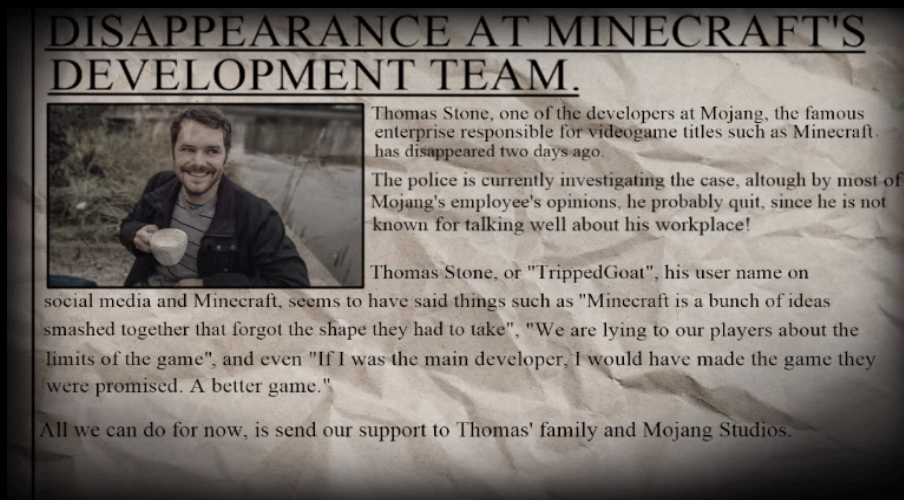 DISAPPEARANCE AT MINECRAFT'S
DEVELOPMENT TEAM.
Thomas Stone, one of the developers at Mojang, the famous
enterprise responsible for videogame titles such as Minecraft.
has disappeared two days ago.
The police is currently investigating the case, altough by most of
Mojang's employee's opinions, he probably quit, since he is not
known for talking well about his workplace!
Thomas Stone, or "TrippedGoat", his user name on
social media and Minecraft, seems to have said things such as "Minecraft is a bunch of ideas
smashed together that forgot the shape they had to take", "We are lying to our players about the
limits of the game", and even "If I was the main developer, I would have made the game they
were promised. A better game."
All we can do for now, is send our support to Thomas' family and Mojang Studios.